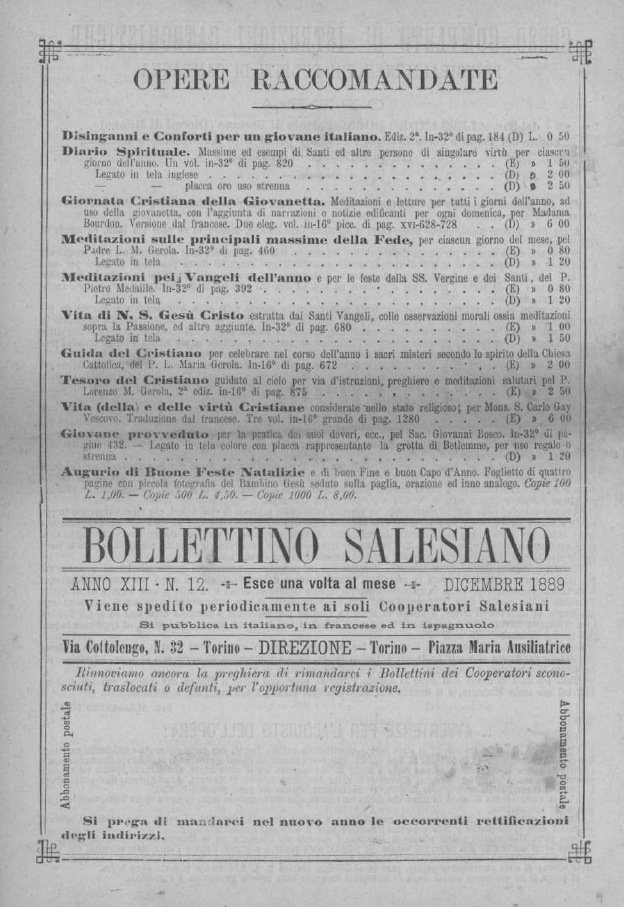 OPERE RACCOMANDATE
Disinganni e Conforti per un giovane italiano. Ediz. 2ª. In-32° di pag. 184 (D) L. 0 50
Diario Spirituale. Massime ed esempi di Santi ed altre persone di singolare virtù per ciascun
giorno dell'anno. Un vol. in-32° di pag. 820 . . . (E) » 1 50
Legato in tela inglese . . . (D) » 2 00
— — placca oro uso strenna . . . (D) » 2 50
Giornata Cristiana della Giovanetta. Meditazioni e letture per tutti i giorni dell'anno, ad
uso della giovanetta, con l'aggiunta di narrazioni e notizie edificanti per ogni domenica, per Madama
Bourdon. Versione dal francese. Due eleg. vol. in-16° picc. di pag. XVI-628-728 . . (D) » 6 00
Meditazioni sulle principali massime della Fede, per ciascun giorno del mese, pel
Padre L. M. Gerola. In-32° di pag. 460 . . . (E) » 0 80
Legato in tela . . . (D) » 1 20
Meditazioni pei Vangeli dell'anno e per le feste della SS. Vergine e dei Santi, del P.
Pietro Medaille. In-32° di pag. 392 . . . (E) » 0 80
Legato in tela . . . (D) » 1 20
Vita di N. S. Gesù Cristo estratta dai Santi Vangeli, colle osservazioni morali ossia meditazioni
sopra la Passione, ed altre aggiunte. In-32° di pag. 680 . . . (E) » 1 00
Legato in tela . . . (D) » 1 50
Guida del Cristiano per celebrare nel corso dell'anno i sacri misteri secondo lo spirito della Chiesa
Cattolica, del P. L. Maria Gerola. In-16° di pag. 672 . . . (E) » 2 00
Tesoro del Cristiano guidato al cielo per via d'istruzioni, preghiere e meditazioni salutari pel P.
Lorenzo M. Gerola, 2ª ediz. in-16° di pag. 875 . . . (E) » 2 50
Vita (della) e delle virtù Cristiane considerate nello stato religioso; per Mons. S. Carlo Gay
Vescovo. Traduzione dal francese. Tre vol. in-16° grande di pag. 1280 . . . (E) » 6 00
Giovane provveduto per la pratica dei suoi doveri, ecc., pel Sac. Giovanni Bosco. In-32° di pa-
gine 432. — Legato in tela colore con placca rappresentante la grotta di Betlemme, per uso regalo o
strenna . . . (D) » 1 20
Augurio di Buone Feste Natalizie e di buon Fine e buon Capo d'Anno. Foglietto di quattro
pagine con piccola fotografia del Bambino Gesù seduto sulla paglia, orazione ed inno analogo. Copie 100
L. 1,00. — Copie 500 L. 4,50. — Copie 1000 L. 8,00.
BOLLETTINO SALESIANO
ANNO XIII - N. 12. Esce una volta al mese DICEMBRE 1889
Viene spedito periodicamente ai soli Cooperatori Salesiani
Si pubblica in italiano, in francese ed in ispagnuolo
Via Cottolengo, N. 32 — Torino — DIREZIONE — Torino — Piazza Maria Ausiliatrice
Rinnoviamo ancora la preghiera di rimandarci i Bollettini dei Cooperatori scono-
sciuti, traslocati o defunti, per l'opportuna registrazione.
Abbonamento postale
Abbonamento postale
Si prega di mandarci nel nuovo anno le occorrenti rettificazioni
degli indirizzi.